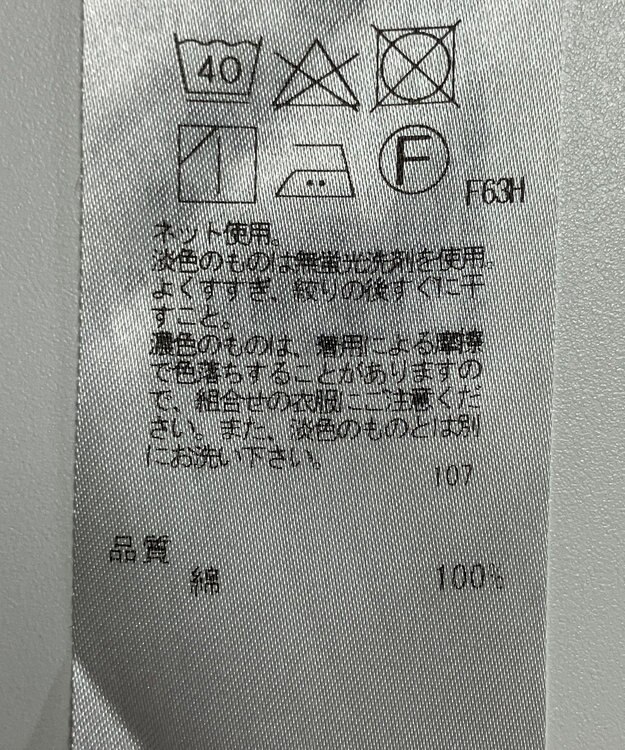 40
F
F63H
ネット使用。
淡色のものは無蛍光洗剤を使用。
よくすすぎ、絞りの後すぐに干
すこと。
濃色のものは、着用による摩擦
で色落ちすることがありますの
で、組合せの衣服にご注意くだ
さい。また、淡色のものとは別
にお洗い下さい。
107
品質
綿 100%